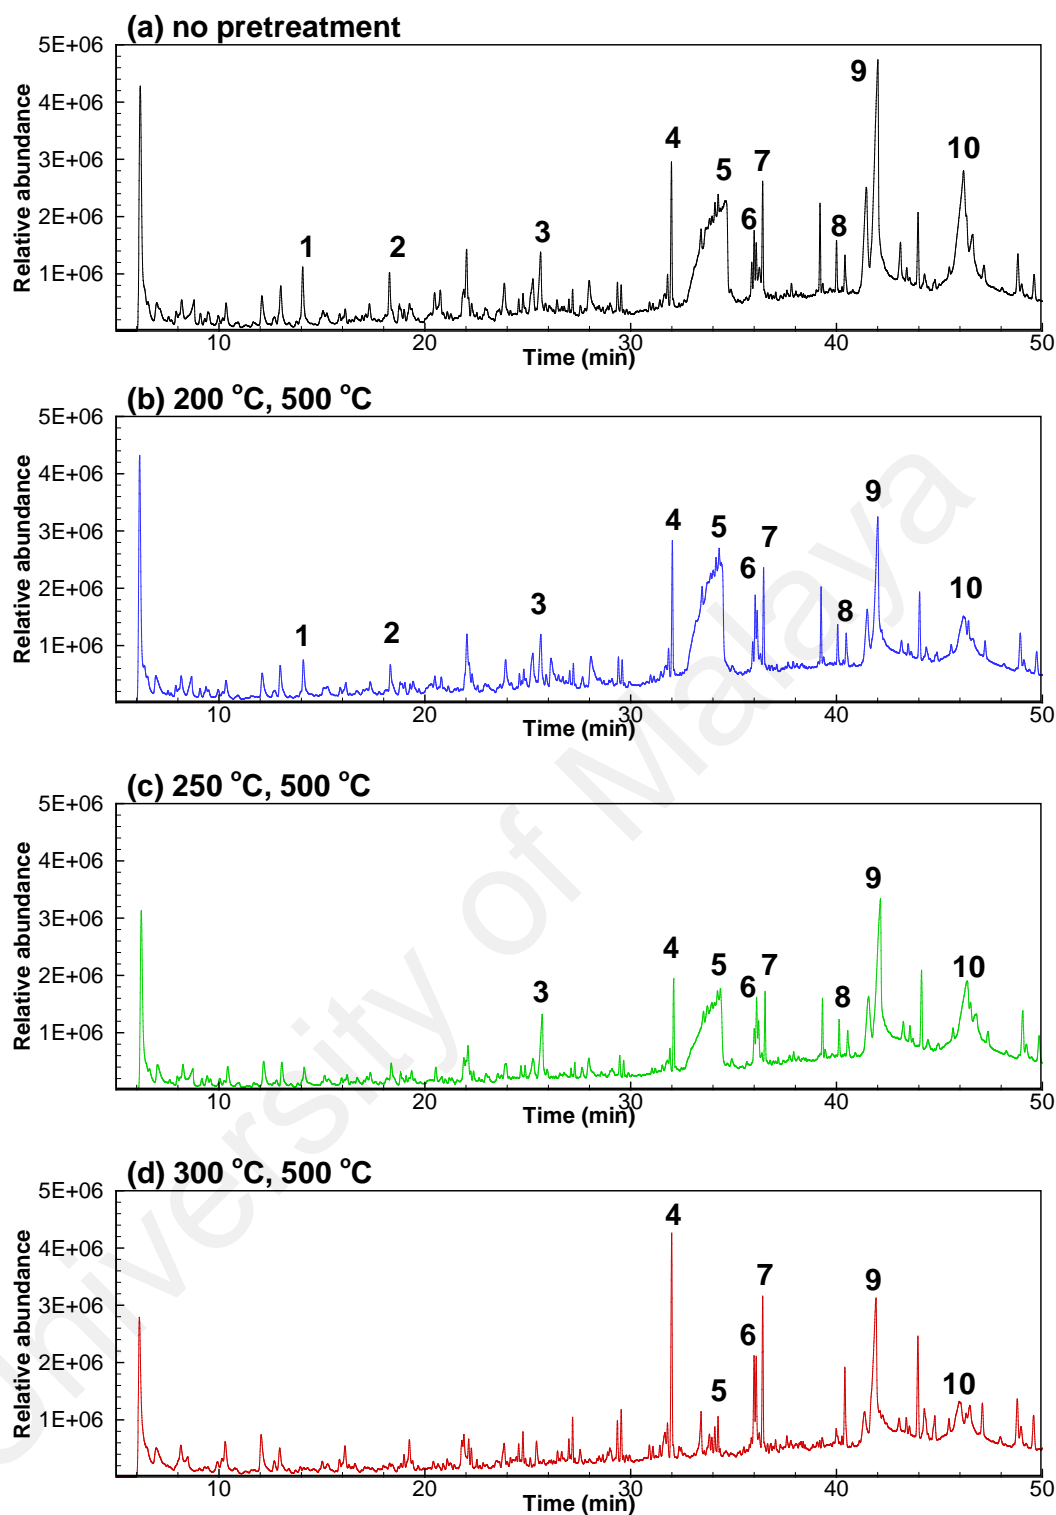 (a) no pretreatment
5E+06
4E+06
3E+06
2E+06
1E+06
Relative abundance
1 2 3 4 5 6 7 8 9 10
10 20 30 40 50
Time (min)
(b) 200 °C, 500 °C
5E+06
4E+06
3E+06
2E+06
1E+06
Relative abundance
1 2 3 4 5 6 7 8 9 10
10 20 30 40 50
Time (min)
(c) 250 °C, 500 °C
5E+06
4E+06
3E+06
2E+06
1E+06
Relative abundance
3 4 5 6 7 8 9 10
10 20 30 40 50
Time (min)
(d) 300 °C, 500 °C
5E+06
4E+06
3E+06
2E+06
1E+06
Relative abundance
4 5 6 7 9 10
10 20 30 40 50
Time (min)
University of Malaya